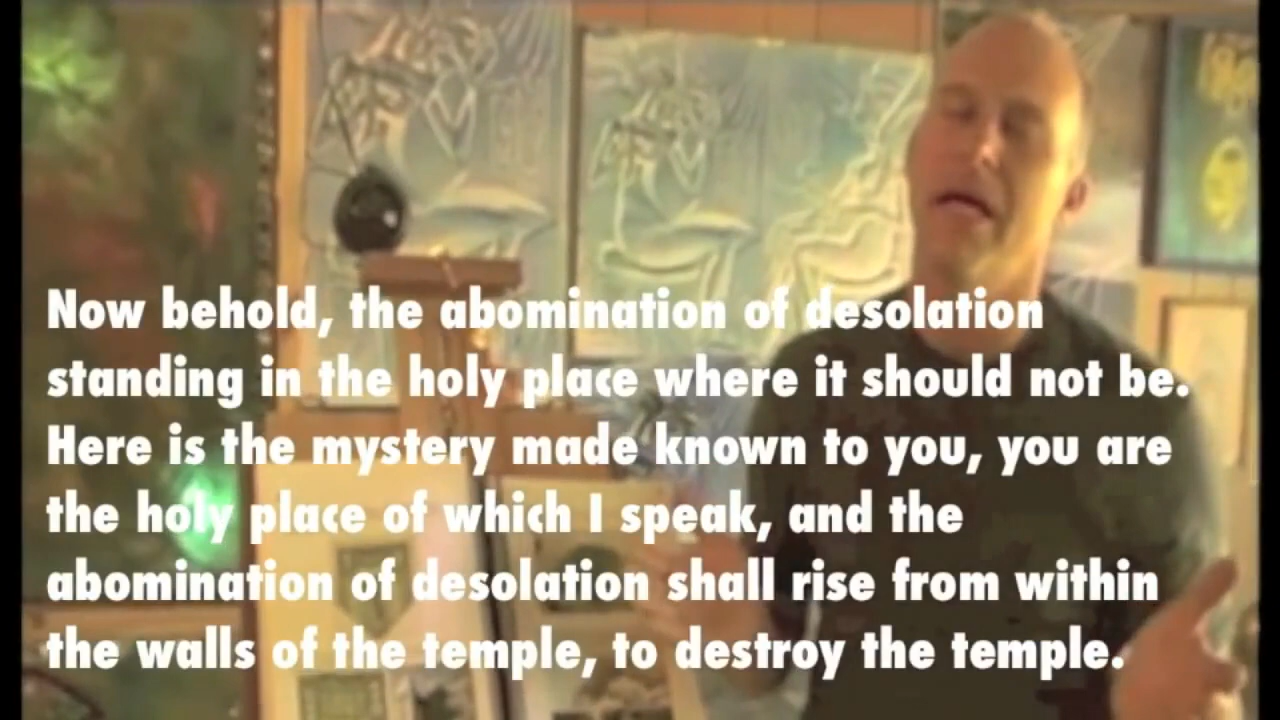 Now behold, the abomination of desolation
standing in the holy place where it should not be.
Here is the mystery made known to you, you are
the holy place of which I speak, and the
abomination of desolation shall rise from within
the walls of the temple, to destroy the temple.